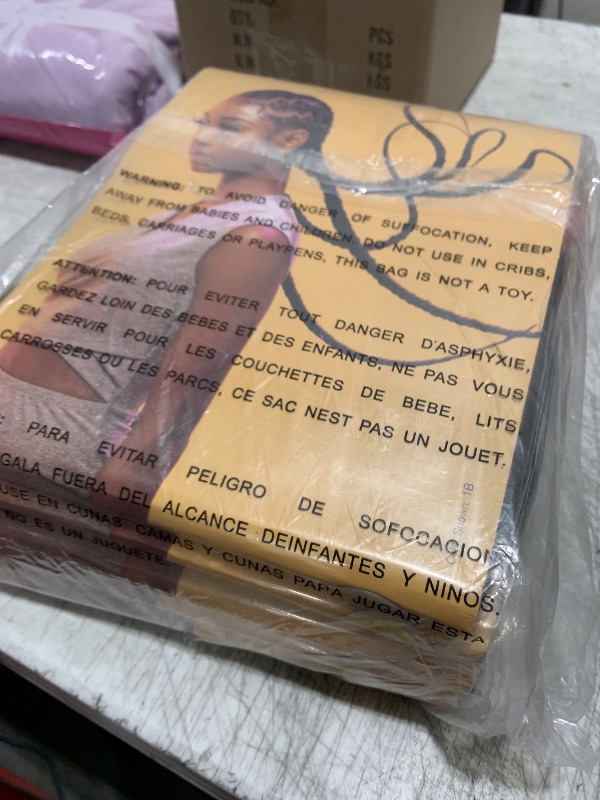 QTY: PCS
N.W KGS
G.W KGS
WARNING: TO AVOID DANGER OF SUFFOCATION, KEEP
AWAY FROM BABIES AND CHILDREN, DO NOT USE IN CRIBS,
BEDS, CARRIAGES OR PLAYPENS, THIS BAG IS NOT A TOY.
ATTENTION: POUR EVITER TOUT DANGER D'ASPHYXIE,
GARDEZ LOIN DES BEBES ET DES ENFANTS, NE PAS VOUS
EN SERVIR POUR LES COUCHETTES DE BEBE, LITS
CARROSSES OU LES PARCS, CE SAC NEST PAS UN JOUET.
: PARA EVITAR PELIGRO DE SOFOCACION
GALA FUERA DEL ALCANCE DEINFANTES Y NINOS.
USE EN CUNAS, CAMAS Y CUNAS PAPA JUGAR ESTA
NO ES UN JUGUETE.
Brown: 1B